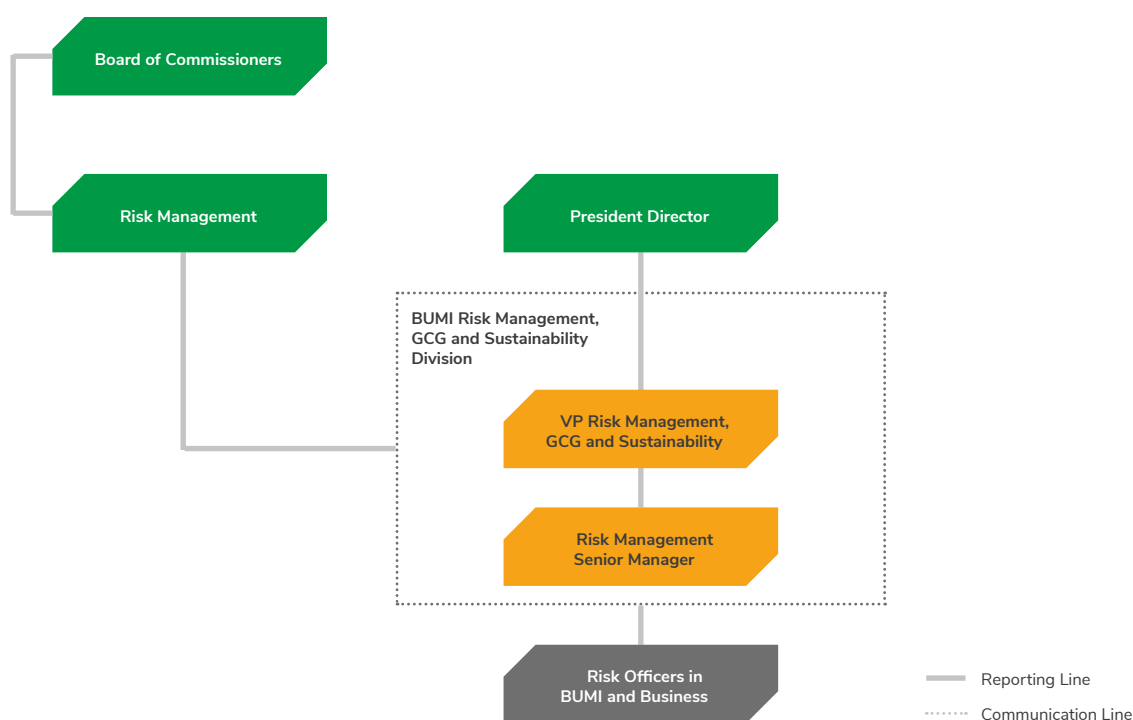 Board of Commissioners
Risk Management
President Director
BUMI Risk Management,
GCG and Sustainability
Division
VP Risk Management,
GCG and Sustainability
Risk Management
Senior Manager
Risk Officers in
BUMI and Business
Reporting Line
Communication Line